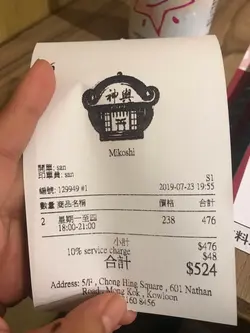 神輿
Mikoshi
開單: san
印單員: san
S1
編號: 129949 #1
2019-07-23 19:55
數量 商品名稱 價格 合計
2 星期一至四 238 476
18:00-21:00
小計 $476
10% service charge $48
合計 $524
Address: 5/F , Chong Hing Square , 601 Nathan
Road , Mong Kok , Kowloon
160 8456